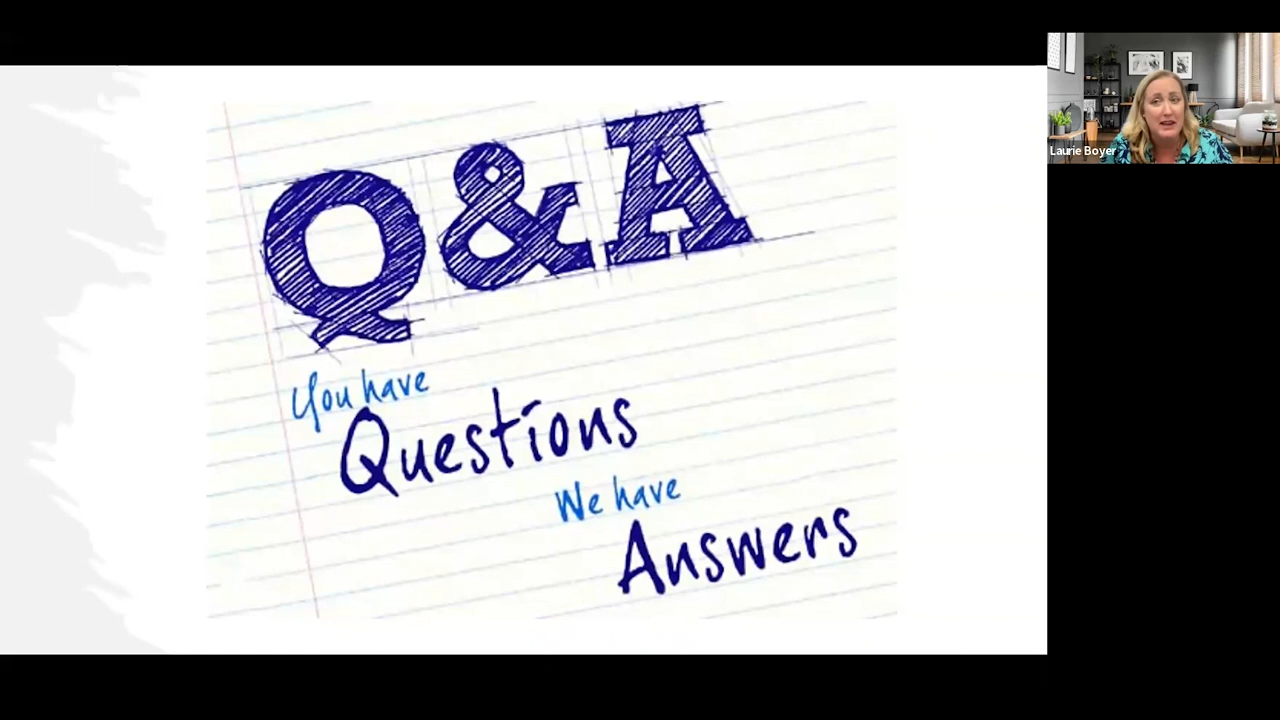 Q&A
You have
Questions
We have
Answers
Laurie Boyer